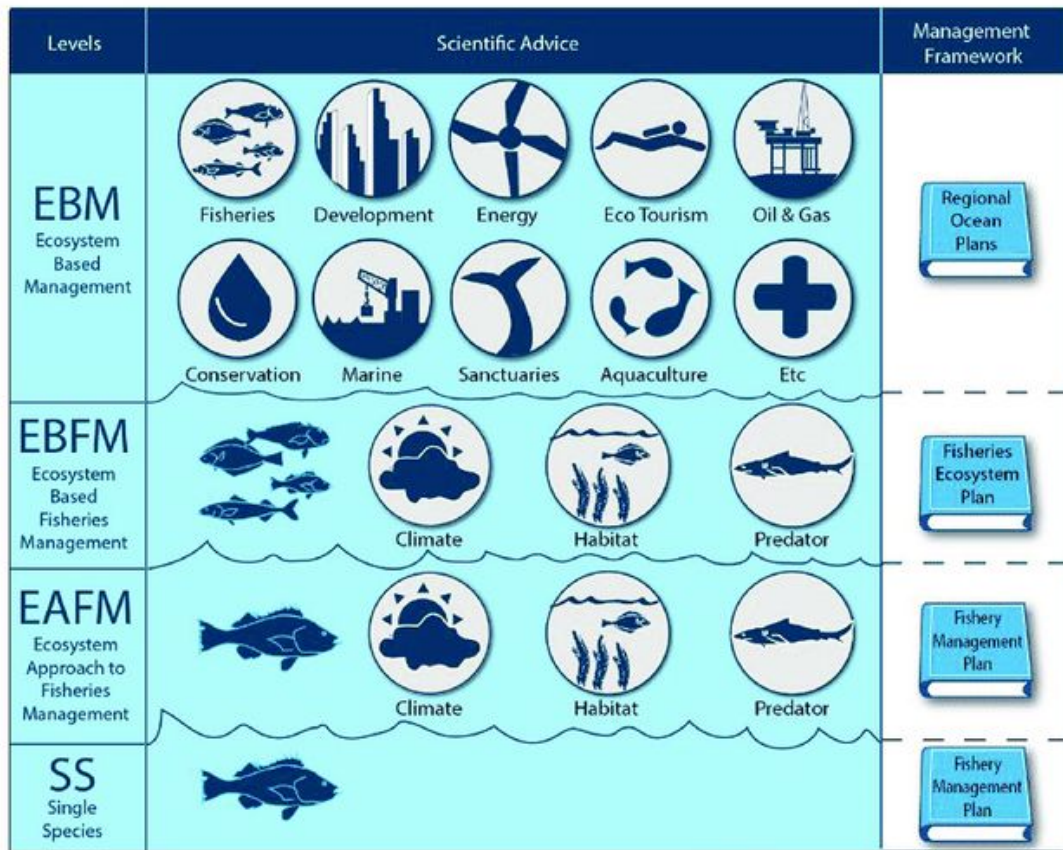 Levels
Scientific Advice
Management
Framework
EBM
Ecosystem
Based
Management
Fisheries
Development
Energy
Eco Tourism
Oil & Gas
Conservation
Marine
Sanctuaries
Aquaculture
Etc
Regional
Ocean
Plans
EBFM
Ecosystem
Based
Fisheries
Management
Climate
Habitat
Predator
Fisheries
Ecosystem
Plan
EAFM
Ecosystem
Approach to
Fisheries
Management
Climate
Habitat
Predator
Fishery
Management
Plan
SS
Single
Species
Fishery
Management
Plan